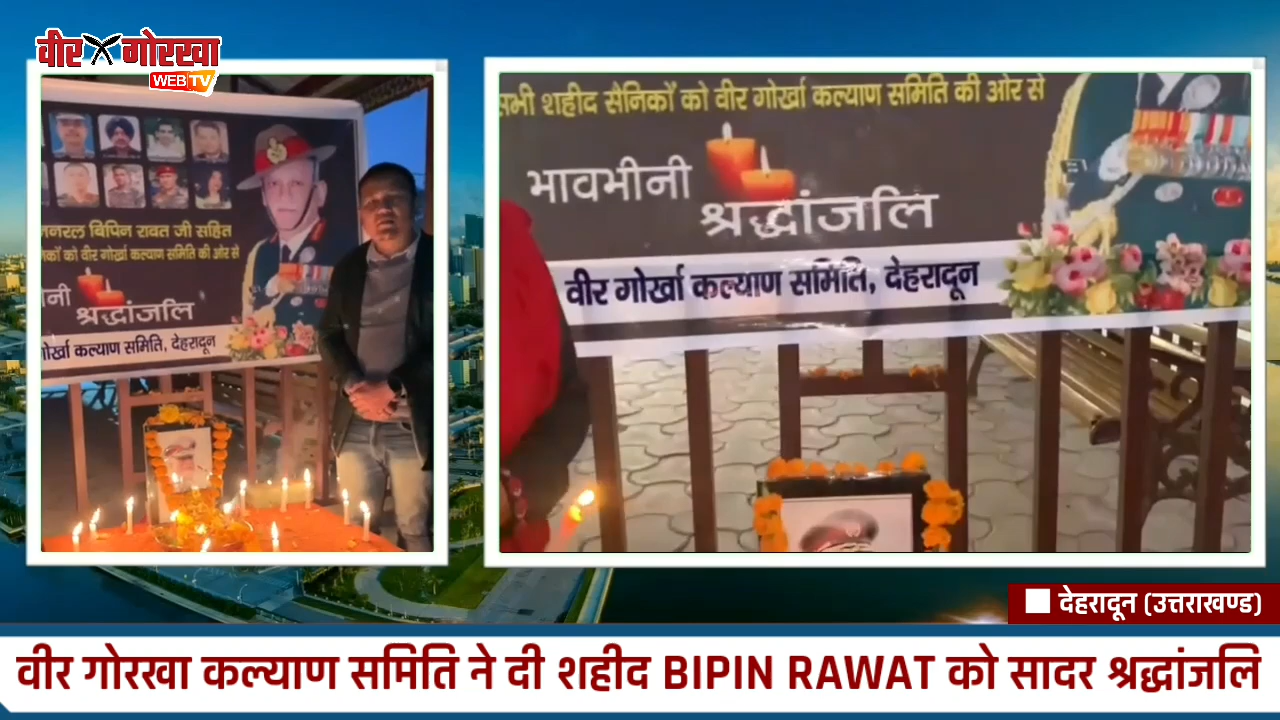 वीर गोरखा
WEB TV
जनरल बिपिन रावत जी सहित
को वीर गोर्खा कल्याण समिति की ओर से
श्रद्धांजलि
गोर्खा कल्याण समिति, देहरादून
सभी शहीद सैनिकों को वीर गोर्खा कल्याण समिति की ओर से
भावभीनी
श्रद्धांजलि
वीर गोर्खा कल्याण समिति, देहरादून
देहरादून (उत्तराखण्ड)
वीर गोरखा कल्याण समिति ने दी शहीद BIPIN RAWAT को सादर श्रद्धांजलि